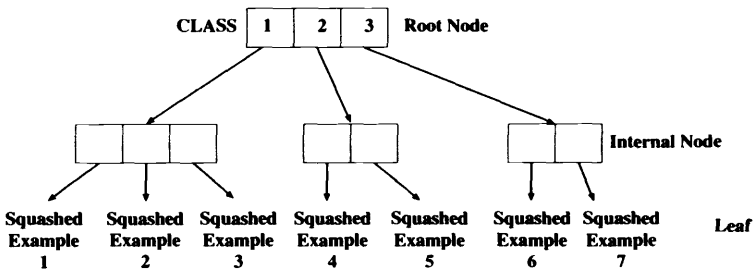 CLASS 1 2 3 Root Node
Internal Node
Squashed Squashed Squashed Squashed Squashed Squashed Squashed Leaf
Example Example Example Example Example Example Example
1 2 3 4 5 6 7